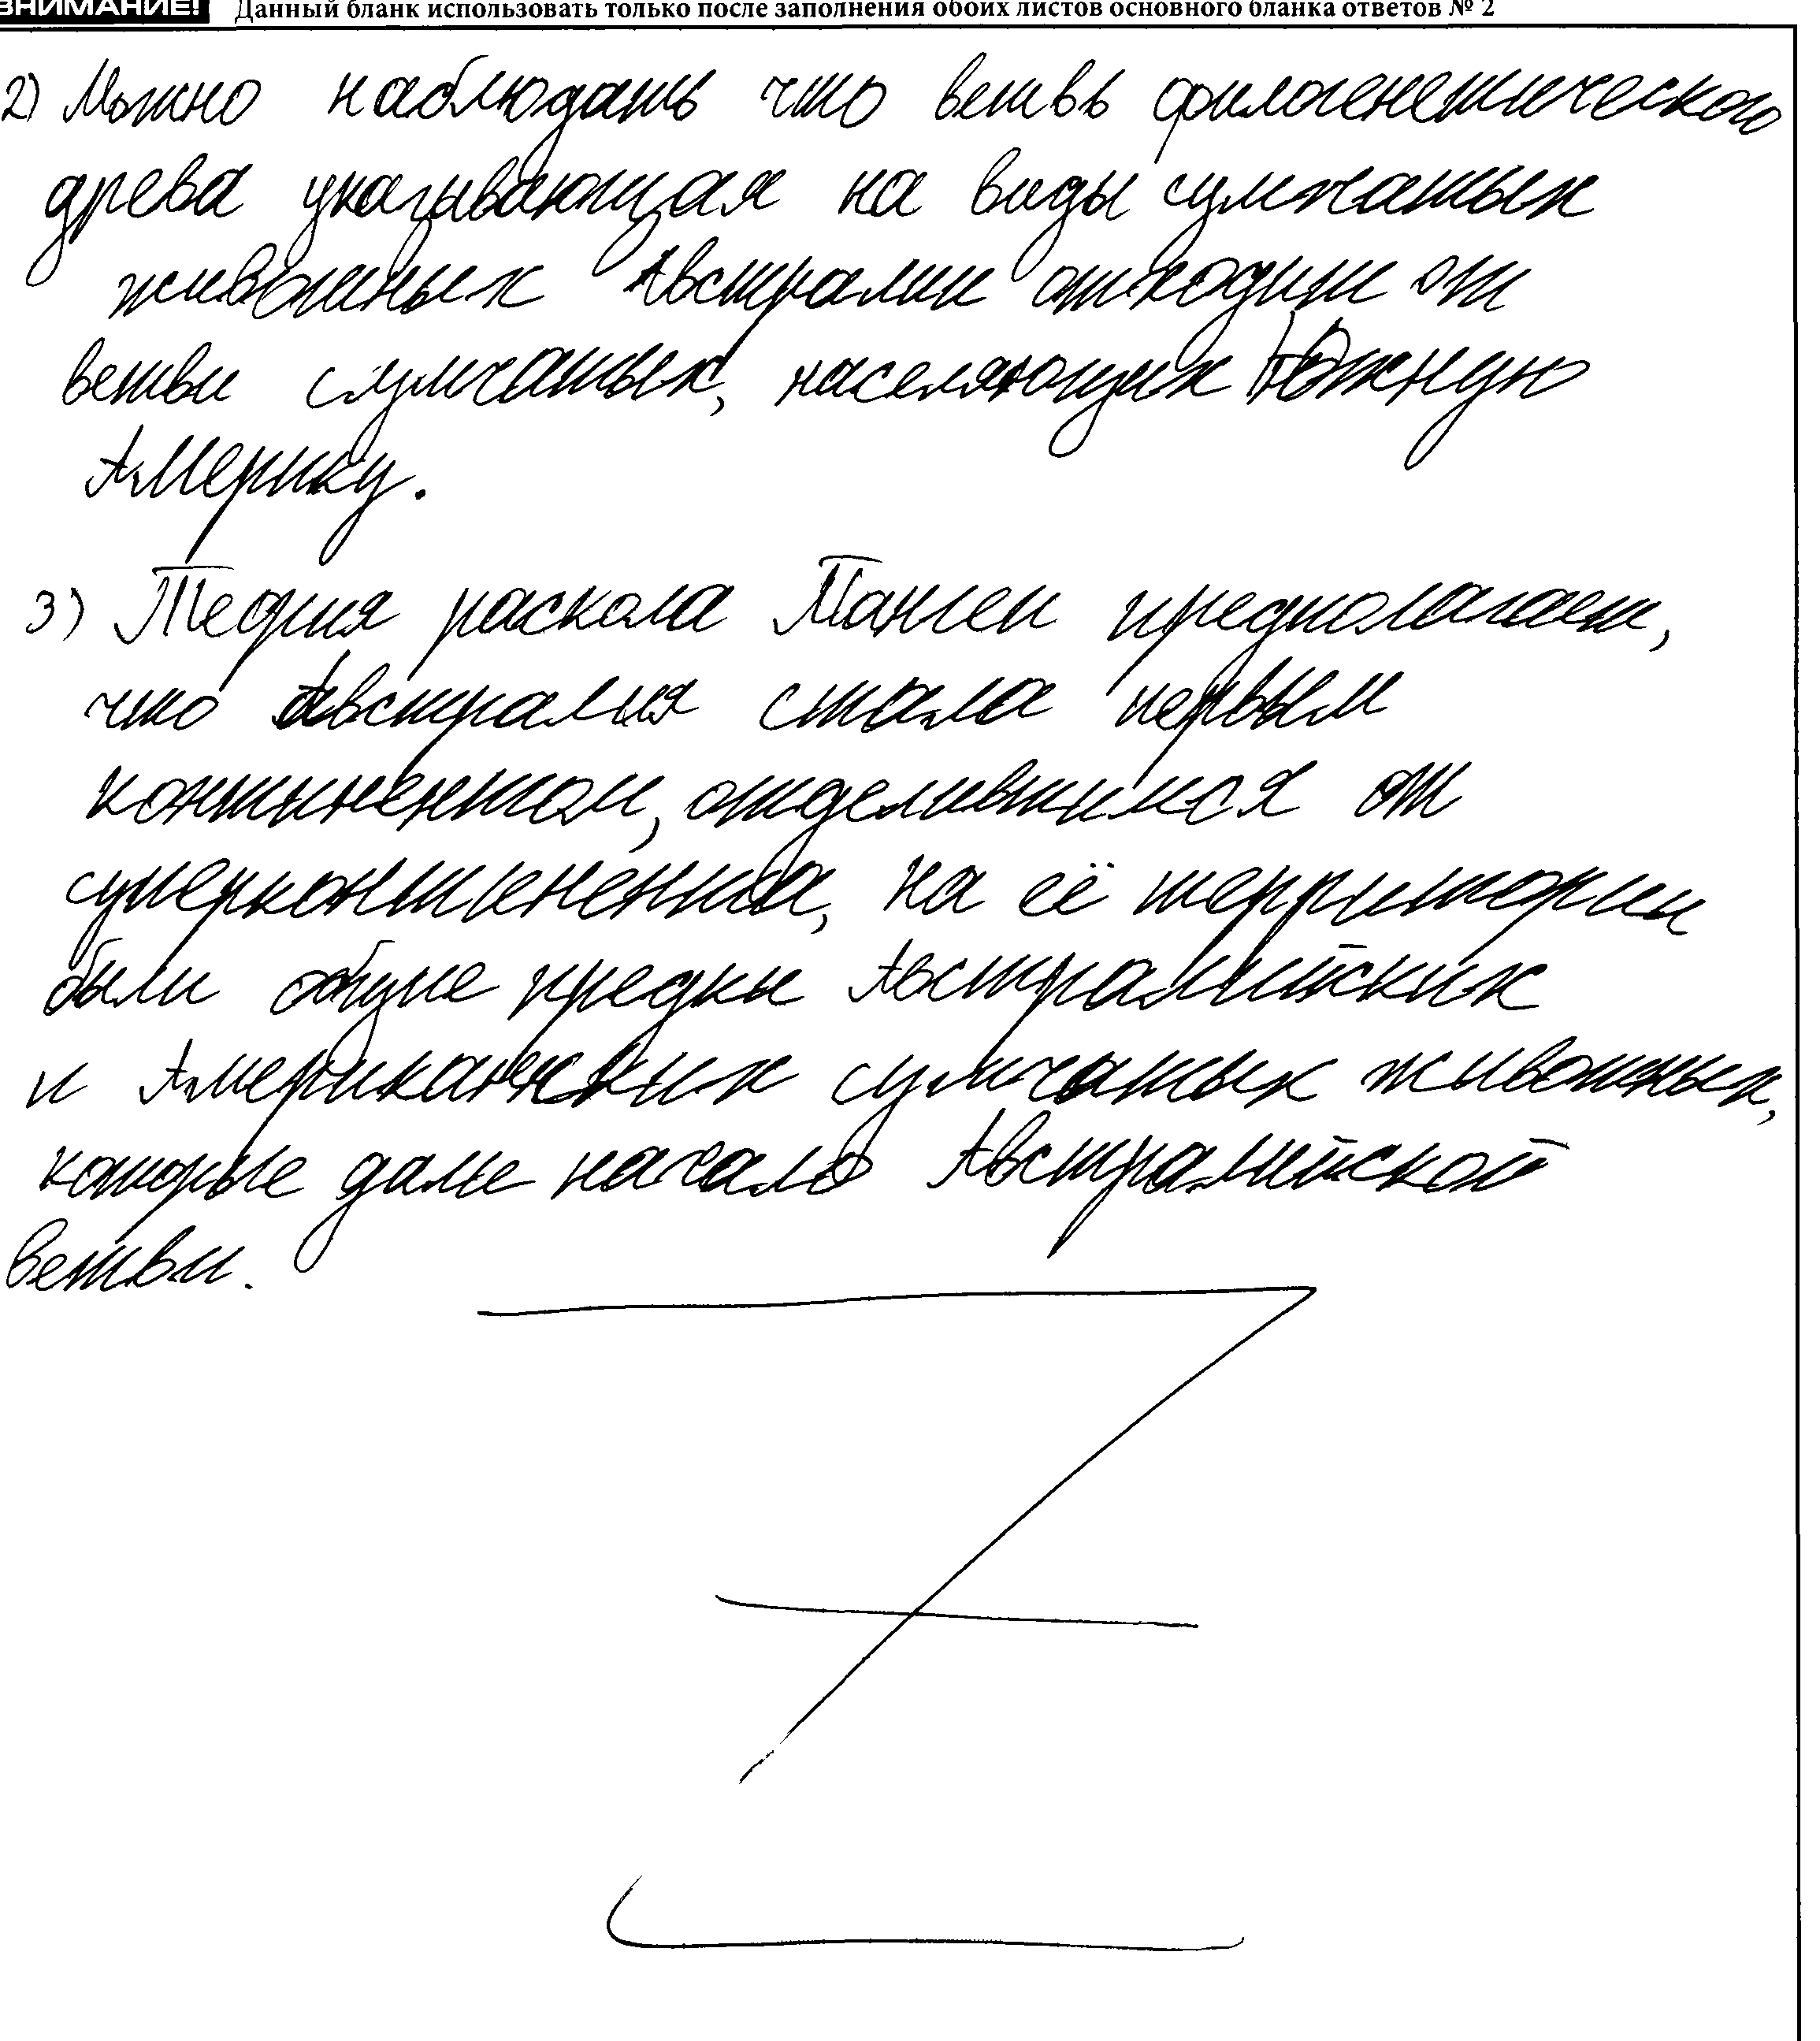 ВНИМАНИЕ! Данный бланк использовать только после заполнения обоих листов основного бланка ответов № 2
2) Можно наблюдать что ветвь филогенетического
древа указывающая на виды сумчатых
животных Австралии отходит от
ветви сумчатых, населяющих Южную
Америку.
3) Теория раскола Пангеи предполагает,
что Австралия стала первым
континентом, отделившимся от
суперконтинента, на её территории
были общие предки Австралийских
и Американских сумчатых животных,
которые дали начало Австралийской
ветви.